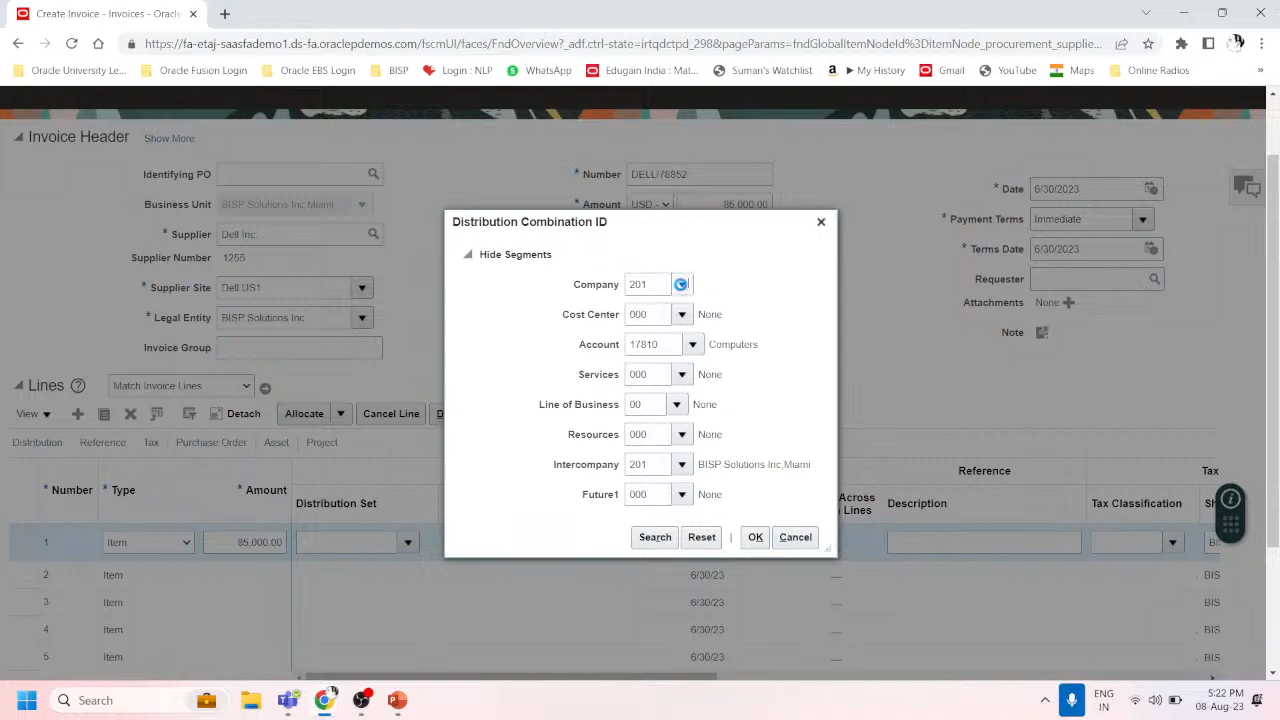 Create Invoice - Invoices - Oracle
https://fa-etaj-saasfademo1.ds-fa.oraclepdemos.com/fscmUI/faces/FndOverview?_adf.ctrl-state=irtqdctpd_298&pageParams=fndGlobalItemNodeId%3DitemNode_procurement_supplie...
Oracle University Le... Oracle Fusion Login Oracle EBS Login BISP Login : NLP WhatsApp Edugain India : Mat... Suman's Watchlist My History Gmail YouTube Maps Online Radios »
Invoice Header Show More
Identifying PO
* Number DELL/78852
* Date 6/30/2023
Business Unit BISP Solutions Inc,Miami
* Amount USD - 85,000.00
* Payment Terms Immediate
* Supplier Dell Inc.
* Terms Date 6/30/2023
Supplier Number 1255
Requester
* Supplier Site Dell US1
Attachments None
* Legal Entity BISP Solutions Inc
Note
Invoice Group
Distribution Combination ID
Hide Segments
Company 201
Cost Center 000 None
Account 17810 Computers
Services 000 None
Line of Business 00 None
Resources 000 None
Intercompany 201 BISP Solutions Inc,Miami
Future1 000 None
Search Reset | OK Cancel
Lines ? Match Invoice Lines
View Detach Allocate Cancel Line D
Distribution Reference Tax Purchase Order Asset Project
Reference Tax
* Number * Type * Amount Distribution Set Across Lines Description Tax Classification
1 Item 85,000.00
2 Item 6/30/23 BIS
3 Item 6/30/23 BIS
4 Item 6/30/23 BIS
5 Item 6/30/23 BIS
Search
ENG
IN
5:22 PM
08-Aug-23